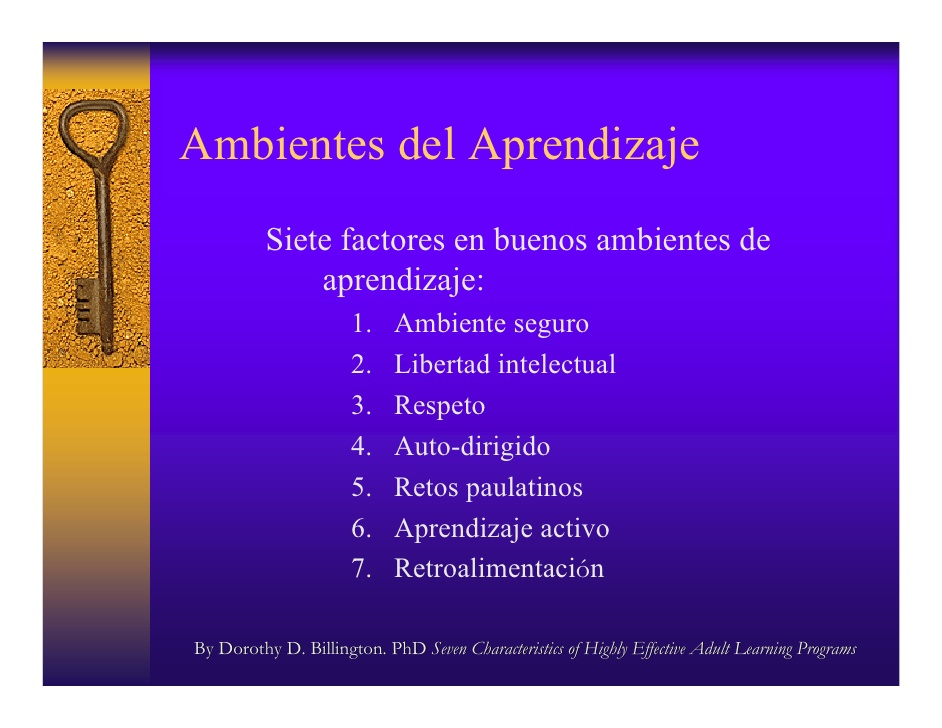 Ambientes del Aprendizaje
Siete factores en buenos ambientes de
aprendizaje:
1. Ambiente seguro
2. Libertad intelectual
3. Respeto
4. Auto-dirigido
5. Retos paulatinos
6. Aprendizaje activo
7. Retroalimentación
By Dorothy D. Billington. PhD Seven Characteristics of Highly Effective Adult Learning Programs